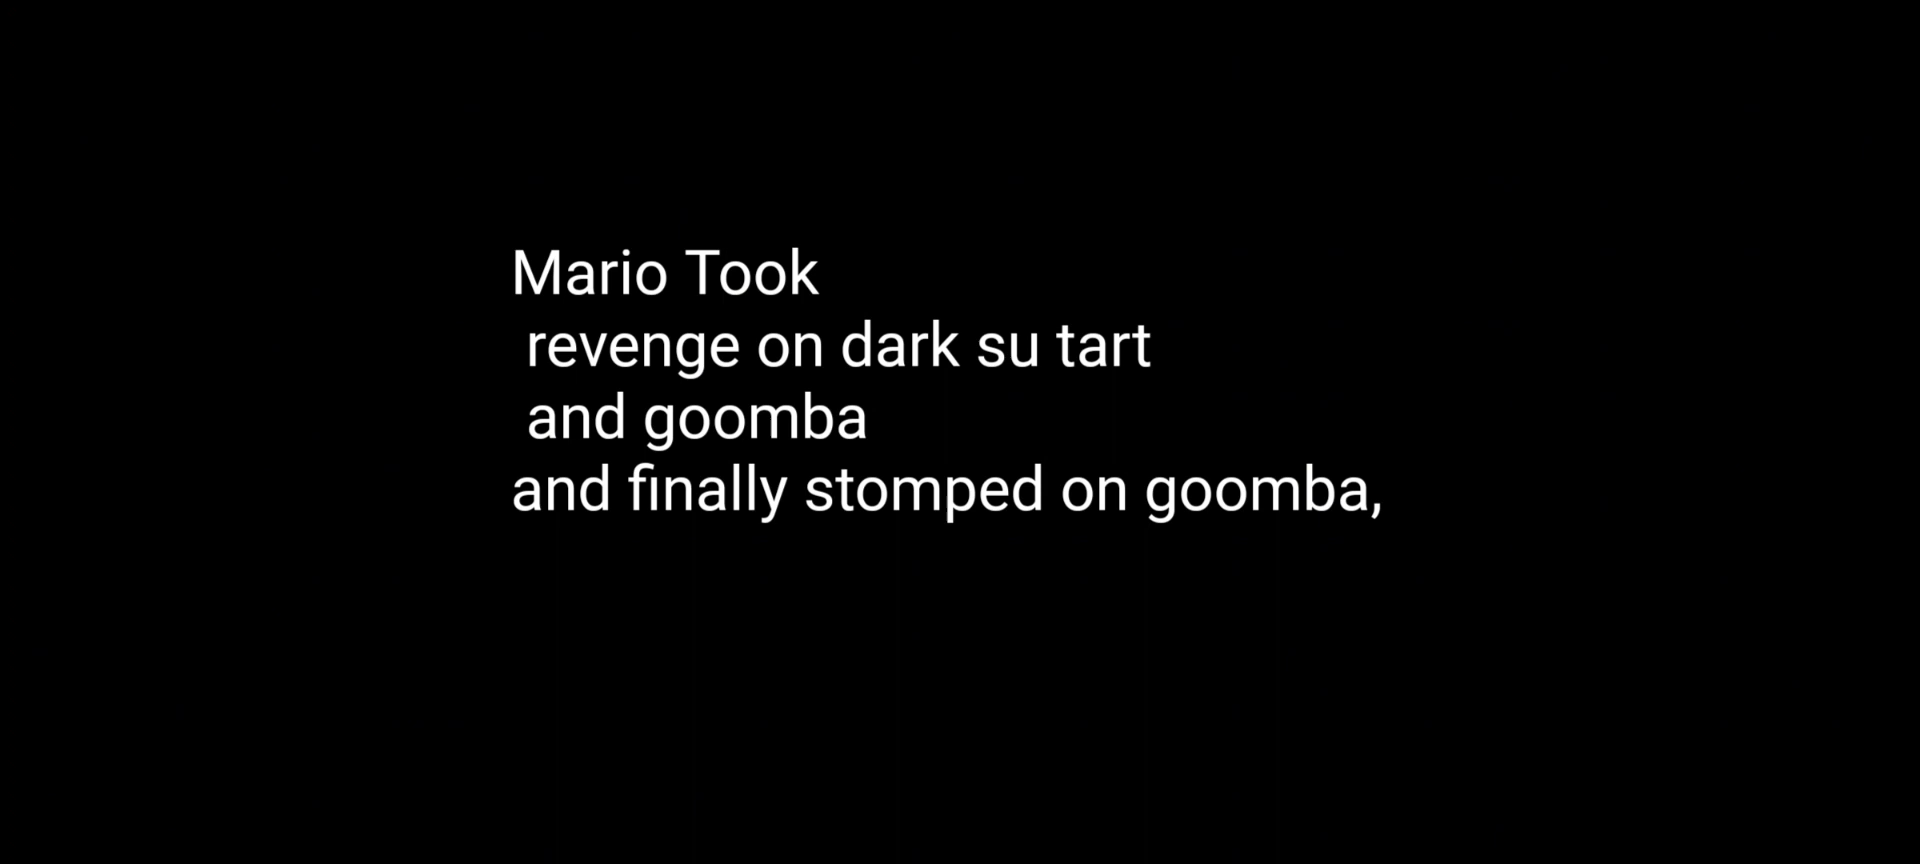 Mario Took
revenge on dark su tart
and goomba
and finally stomped on goomba,